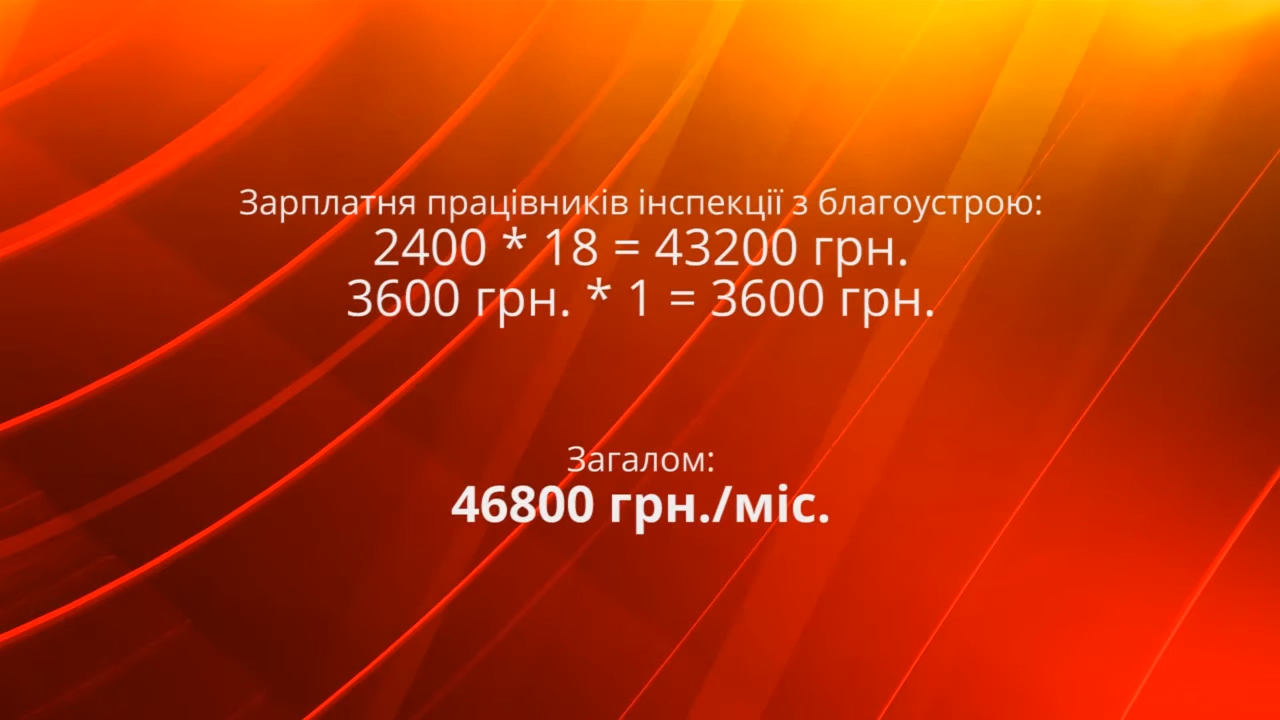 Зарплатня працівників інспекції з благоустрою:
2400 * 18 = 43200 грн.
3600 грн. * 1 = 3600 грн.
Загалом:
46800 грн./міс.